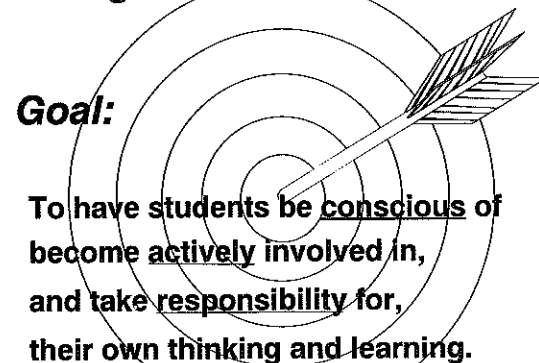 Goal:
To have students be conscious of
become actively involved in,
and take responsibility for,
their own thinking and learning.